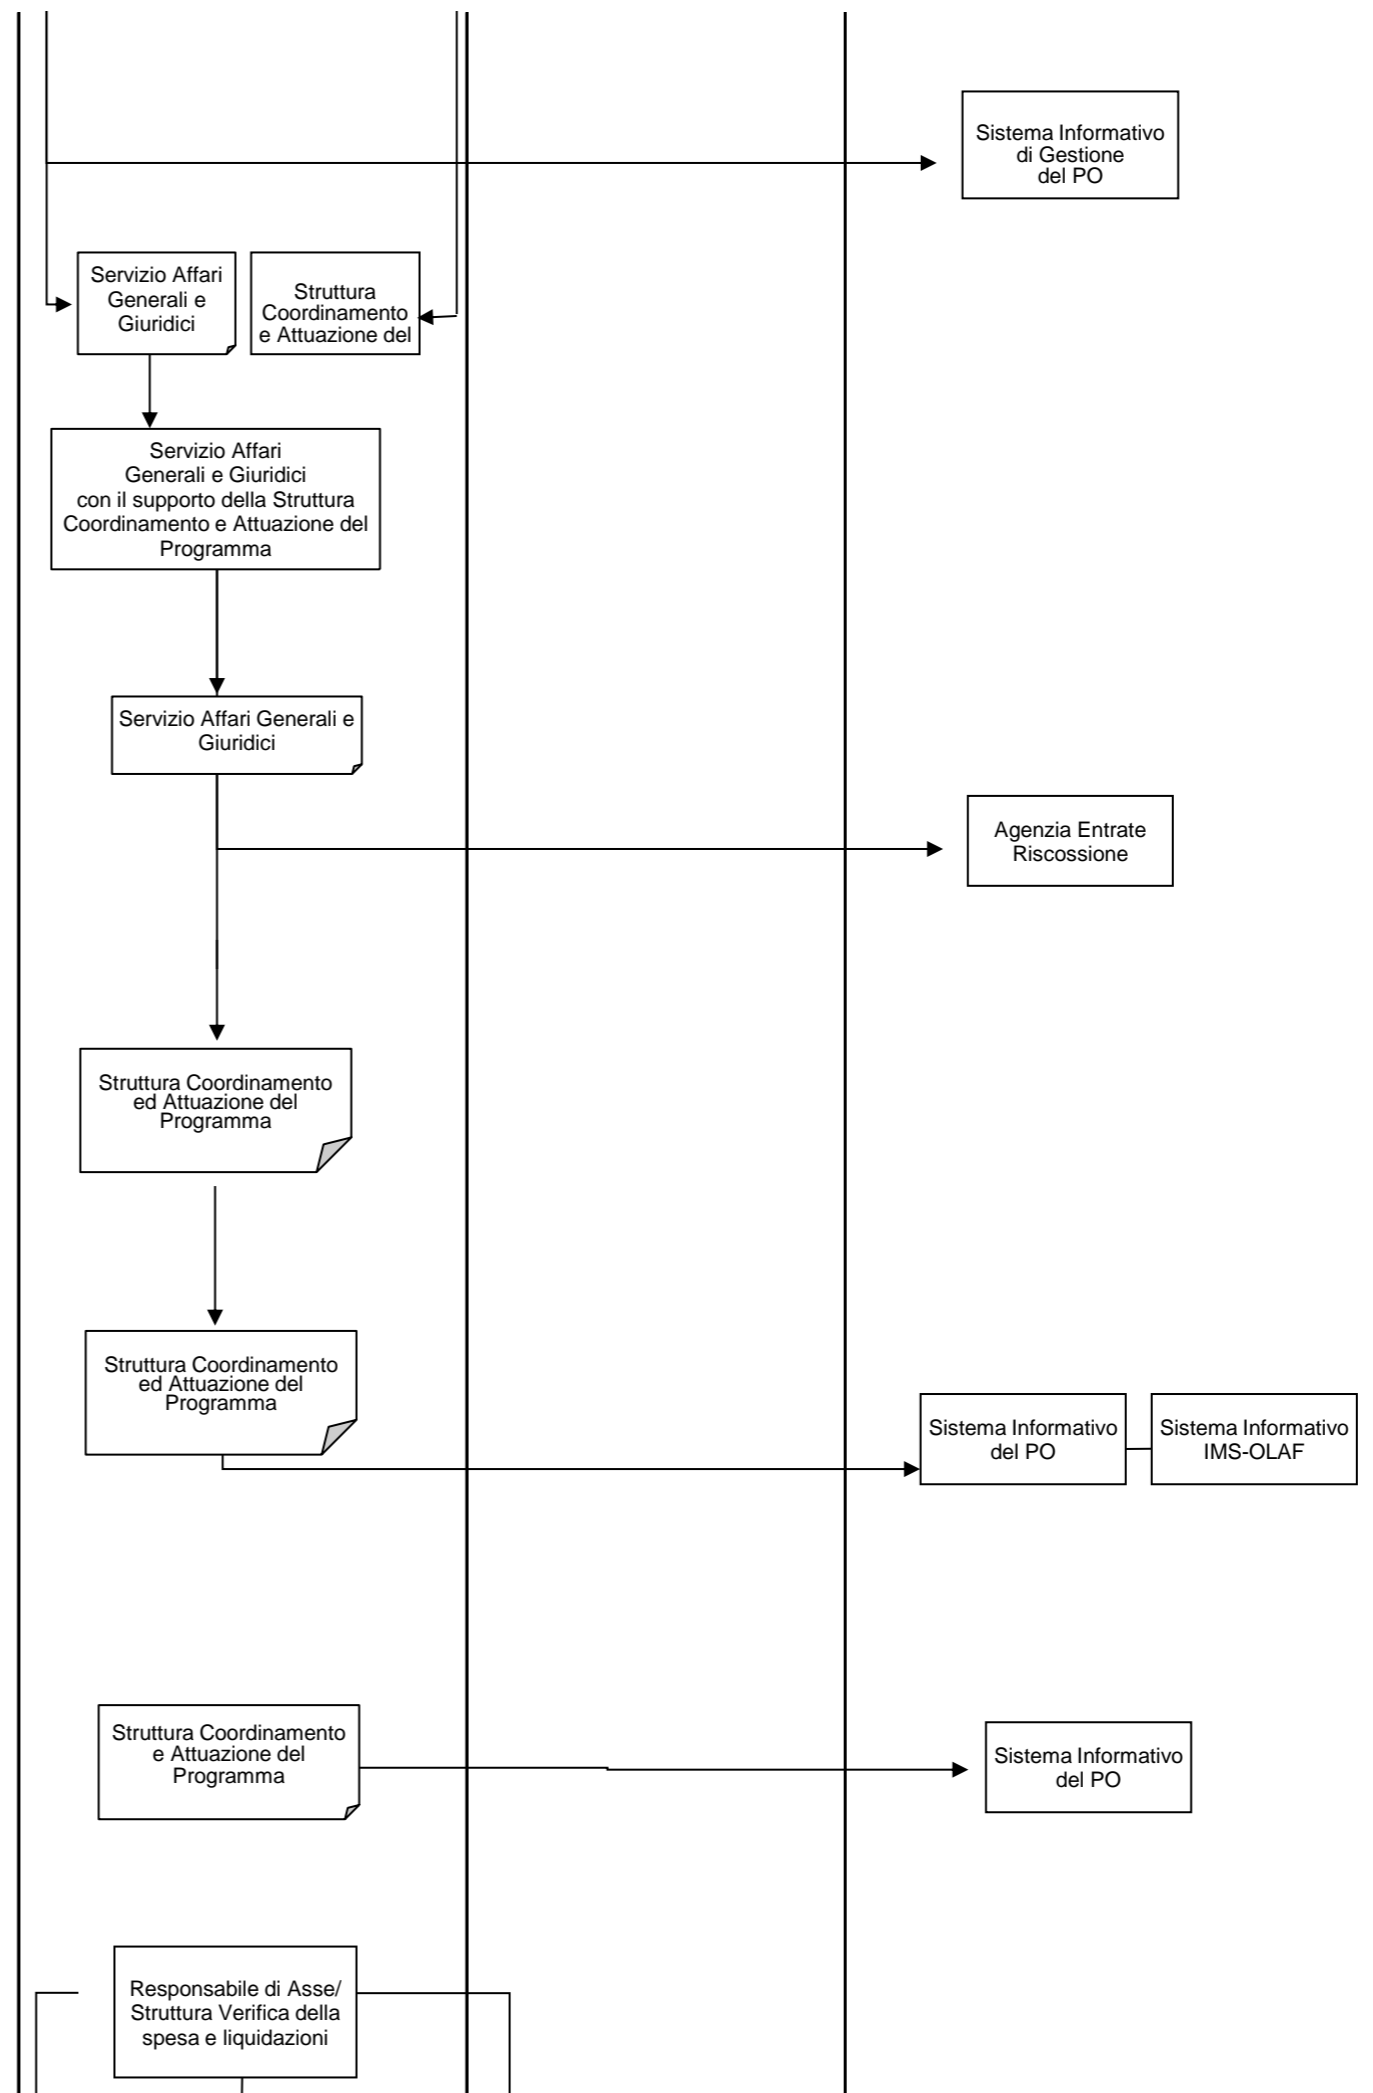 Sistema Informativo
di Gestione
del PO
Servizio Affari
Generali e
Giuridici
Struttura
Coordinamento
e Attuazione del
Servizio Affari
Generali e Giuridici
con il supporto della Struttura
Coordinamento e Attuazione del
Programma
Servizio Affari Generali e
Giuridici
Agenzia Entrate
Riscossione
Struttura Coordinamento
ed Attuazione del
Programma
Struttura Coordinamento
ed Attuazione del
Programma
Sistema Informativo
del PO
Sistema Informativo
IMS-OLAF
Struttura Coordinamento
e Attuazione del
Programma
Sistema Informativo
del PO
Responsabile di Asse/
Struttura Verifica della
spesa e liquidazioni